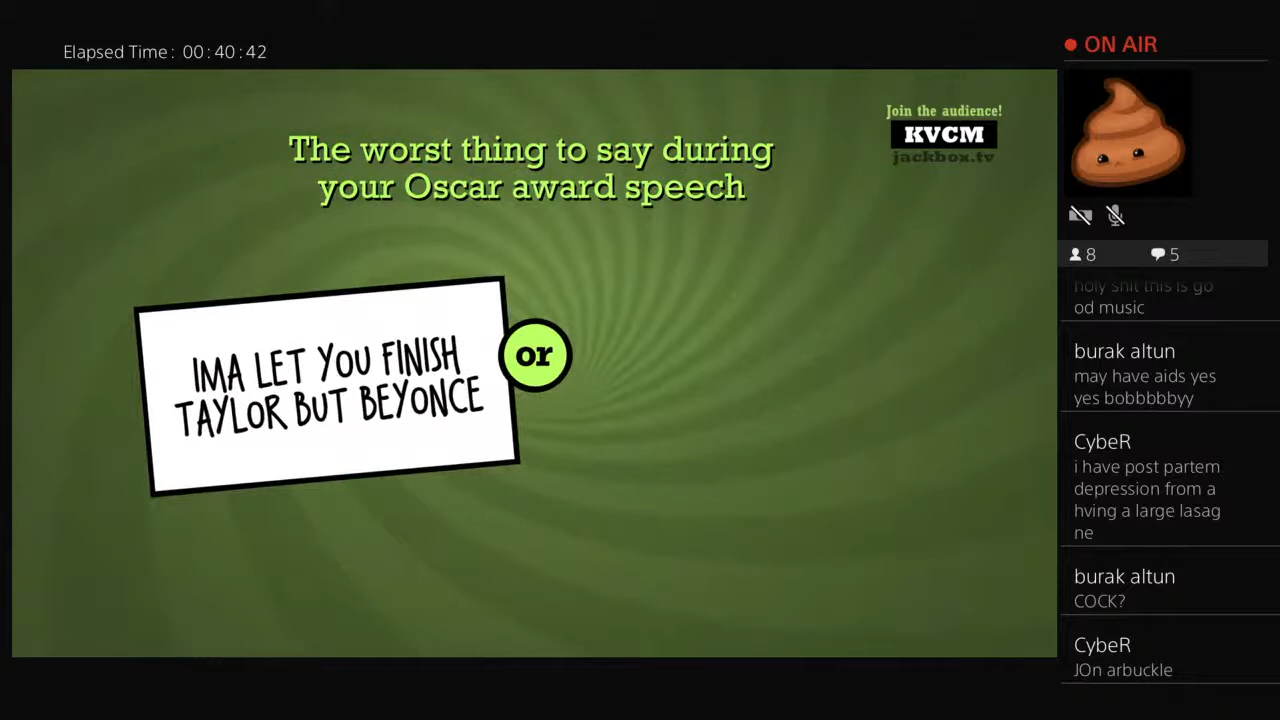 Elapsed Time: 00:40:42
ON AIR
Join the audience!
KVCM
jackbox.tv
The worst thing to say during
your Oscar award speech
IMA LET YOU FINISH
TAYLOR BUT BEYONCE
or
8
5
holy shit this is go
od music
burak altun
may have aids yes
yes bobbbbbyy
CybeR
i have post partem
depression from a
hving a large lasag
ne
burak altun
COCK?
CybeR
JOn arbuckle